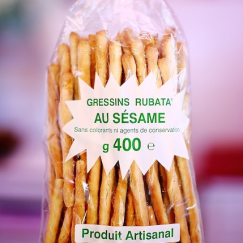 GRESSINS RUBATA'
AU SÉSAME
Sans colorants ni agents de conservation
g 400 e
Produit Artisanal